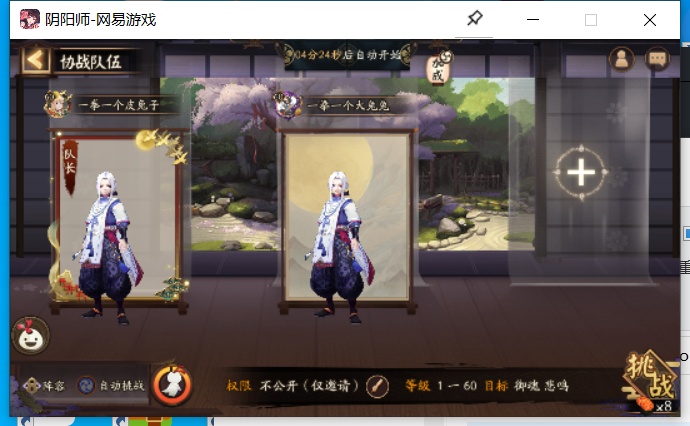 阴阳师-网易游戏
协战队伍
04分24秒后自动开始
加成
一拳一个皮兔子
一拳一个大兔兔
队长
阵容
自动挑战
权限 不公开（仅邀请）
等级 1 一 60 目标 御魂 悲鸣
挑战
x8